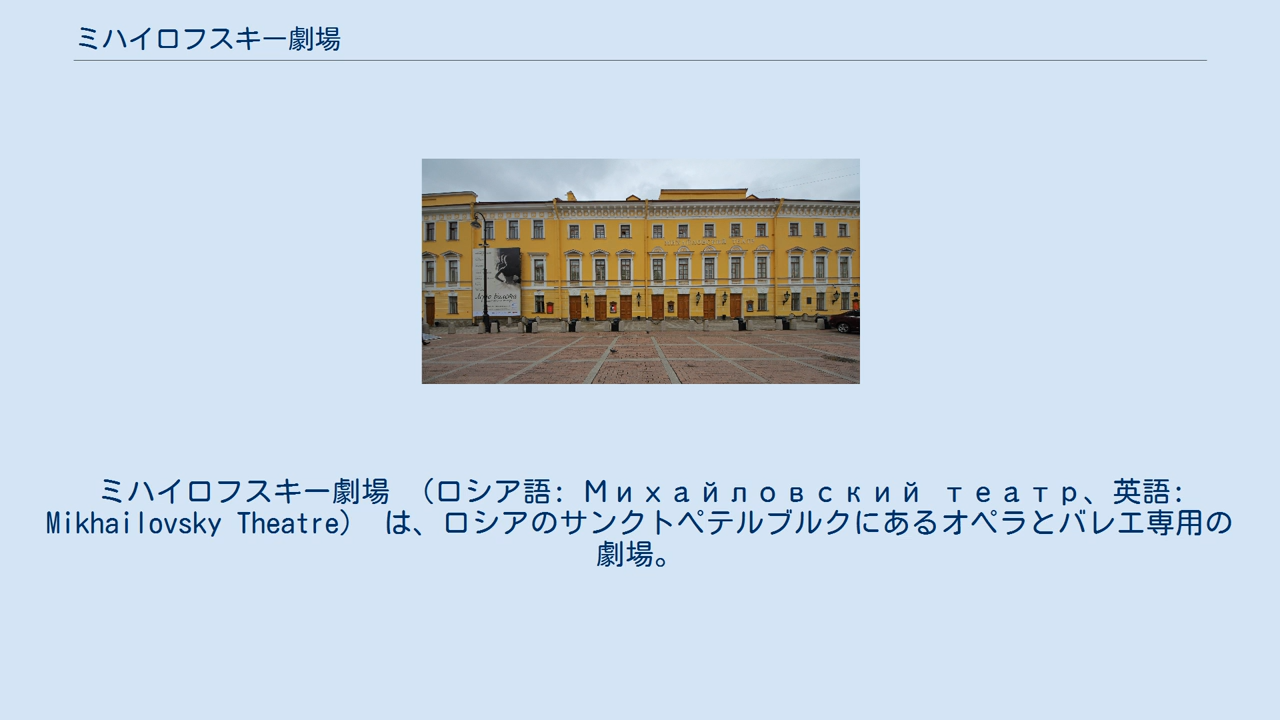 ミハイロフスキー劇場
ミハイロフスキー劇場 （ロシア語: Михайловский театр、英語:
Mikhailovsky Theatre） は、ロシアのサンクトペテルブルクにあるオペラとバレエ専用の
劇場。